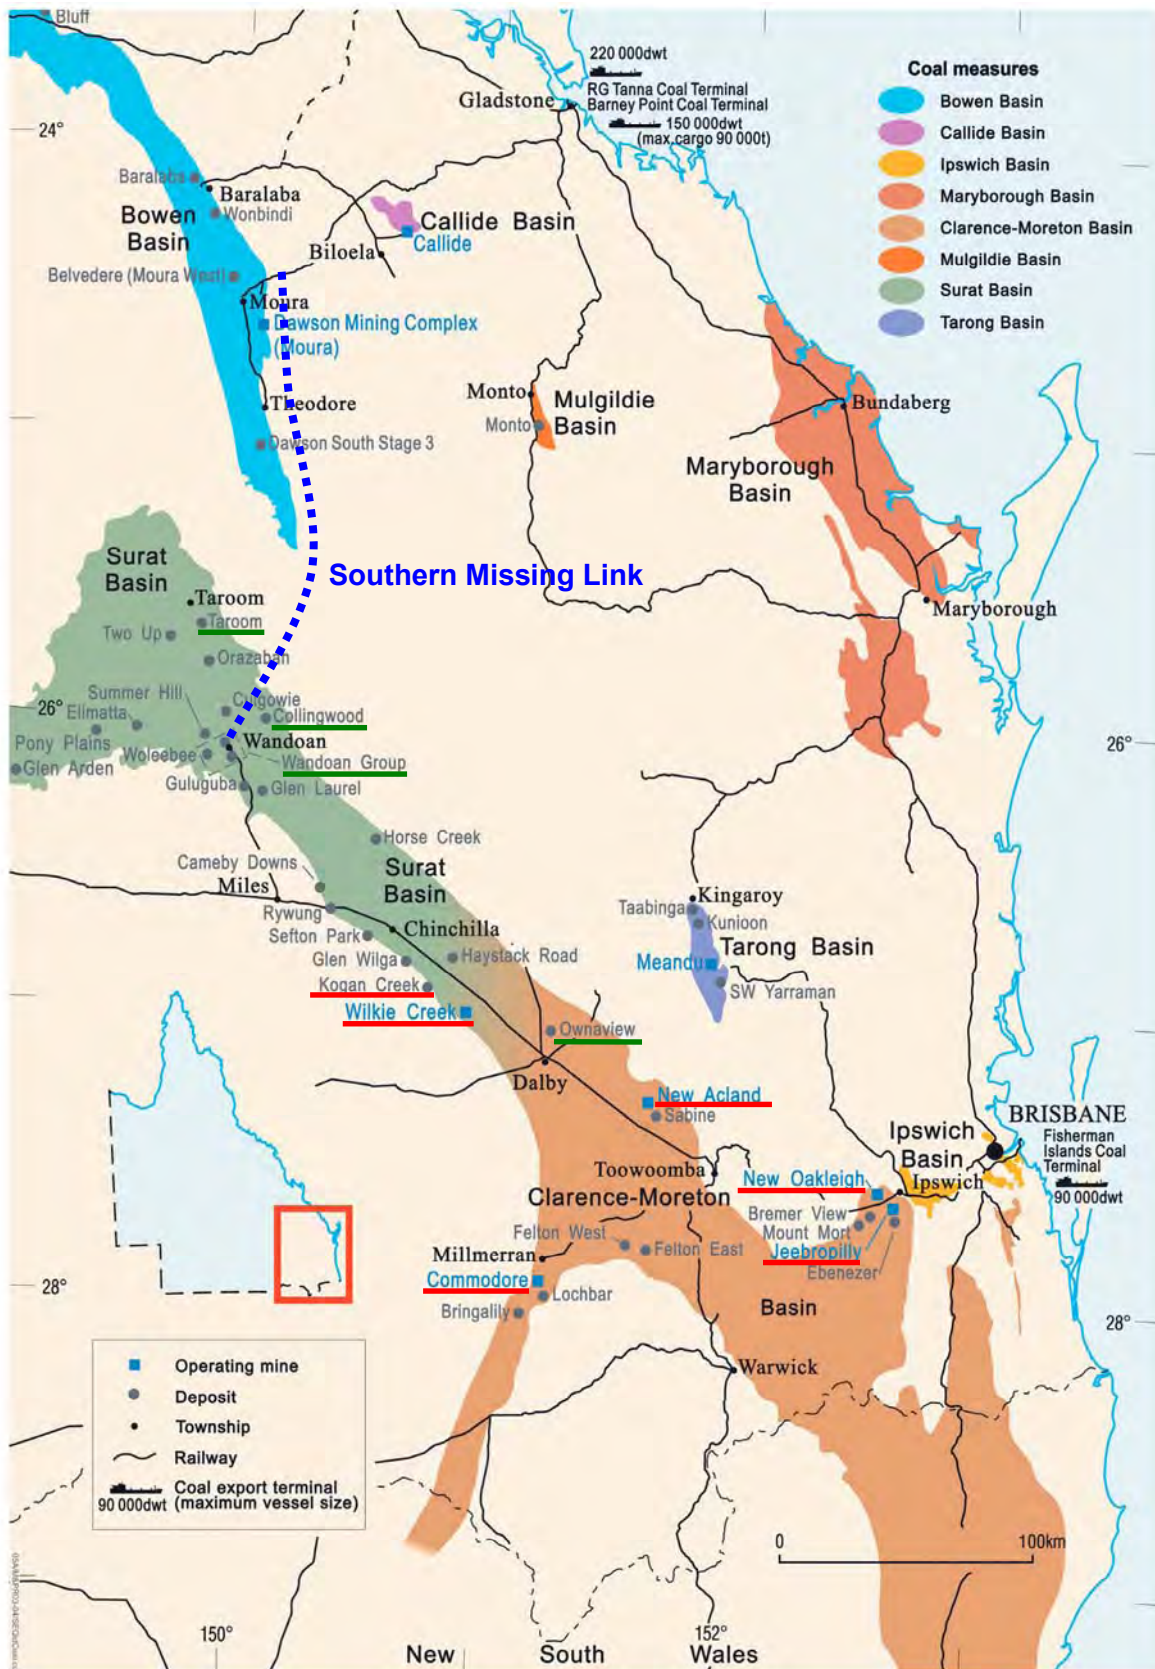 Bluff
220 000dwt
RG Tanna Coal Terminal
Barney Point Coal Terminal
150 000dwt
(max.cargo 90 000t)
Gladstone
Coal measures
Bowen Basin
Callide Basin
Ipswich Basin
Maryborough Basin
Clarence-Moreton Basin
Mulgildie Basin
Surat Basin
Tarong Basin
24°
Baralaba
Baralaba
Wonbindi
Bowen
Basin
Callide Basin
Callide
Biloela
Belvedere (Moura West)
Moura
Dawson Mining Complex
(Moura)
Theodore
Dawson South Stage 3
Monto
Mulgildie
Basin
Monto
Bundaberg
Maryborough
Basin
Surat
Basin
Southern Missing Link
Taroom
Taroom
Two Up
Orazaban
Maryborough
Summer Hill
Culgowie
26°
Elimatta
Collingwood
Pony Plains
Woleebee
Wandoan
Wandoan Group
Glen Arden
Guluguba
Glen Laurel
26°
Horse Creek
Cameby Downs
Surat
Basin
Miles
Rywung
Chinchilla
Sefton Park
Glen Wilga
Haystack Road
Kogan Creek
Wilkie Creek
Kingaroy
Taabinga
Kunioon
Tarong Basin
Meandu
SW Yarraman
Ownaview
Dalby
New Acland
Sabine
BRISBANE
Fisherman
Islands Coal
Terminal
90 000dwt
Ipswich
Basin
Ipswich
Toowoomba
New Oakleigh
Clarence-Moreton
Bremer View
Mount Mort
Jeebropilly
Ebenezer
Felton West
Felton East
Millmerran
Commodore
Lochbar
Bringalily
Basin
28°
28°
Warwick
Operating mine
Deposit
Township
Railway
Coal export terminal
(maximum vessel size)
90 000dwt
0
100km
150°
152°
New South Wales